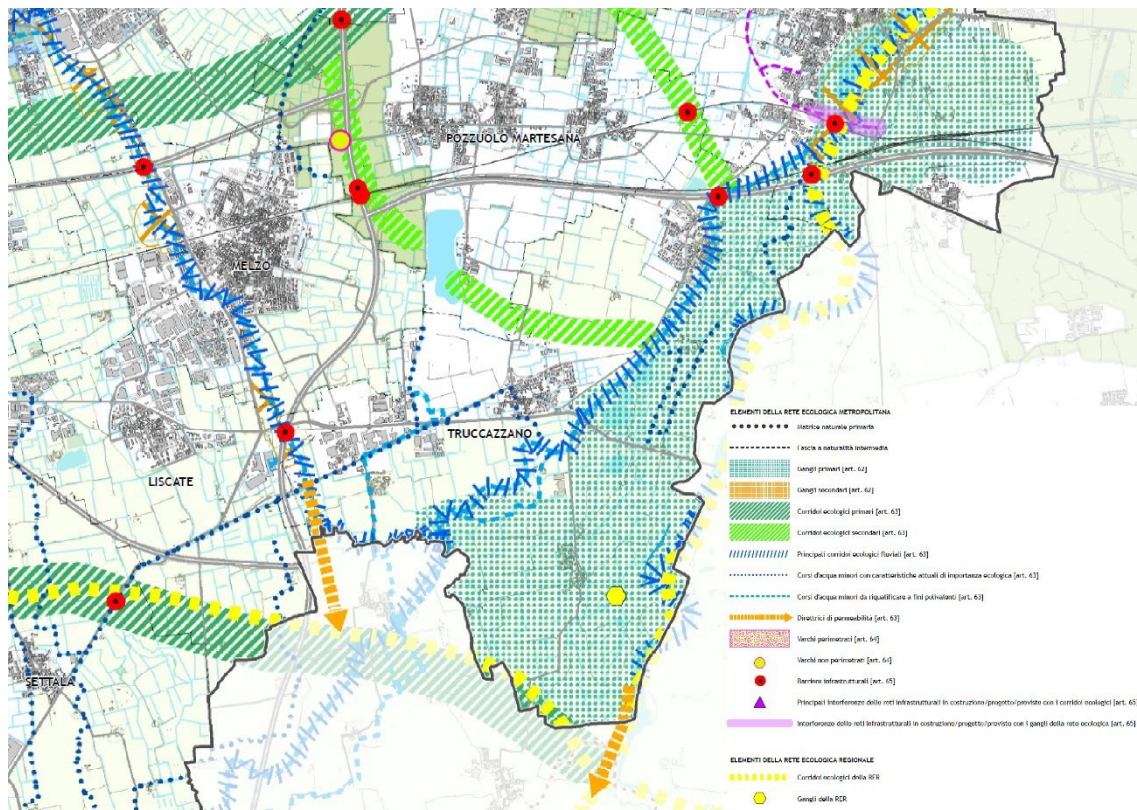 POZZUOLO MARTESANA
MELZO
TRUCCAZZANO
LISCATE
SETTALA
ELEMENTI DELLA RETE ECOLOGICA METROPOLITANA
Matrice naturale primaria
Fascia a naturalità intermedia
Gangli primari [art. 62]
Gangli secondari [art. 62]
Corridoi ecologici primari [art. 63]
Corridoi ecologici secondari [art. 63]
Principali corridoi ecologici fluviali [art. 63]
Corsi d'acqua minori con caratteristiche attuali di importanza ecologica [art. 63]
Corsi d'acqua minori da riqualificare a fini polivalenti [art. 63]
Direttrici di permeabilità [art. 63]
Varchi perimetrati [art. 64]
Varchi non perimetrati [art. 64]
Barriere infrastrutturali [art. 65]
Principali interferenze delle reti infrastrutturali in costruzione/progetto/previste con i corridoi ecologici [art. 65
Interferenze delle reti infrastrutturali in costruzione/progetto/previste con i gangli della rete ecologica [art. 65]
ELEMENTI DELLA RETE ECOLOGICA REGIONALE
Corridoi ecologici della RER
Gangli della RER